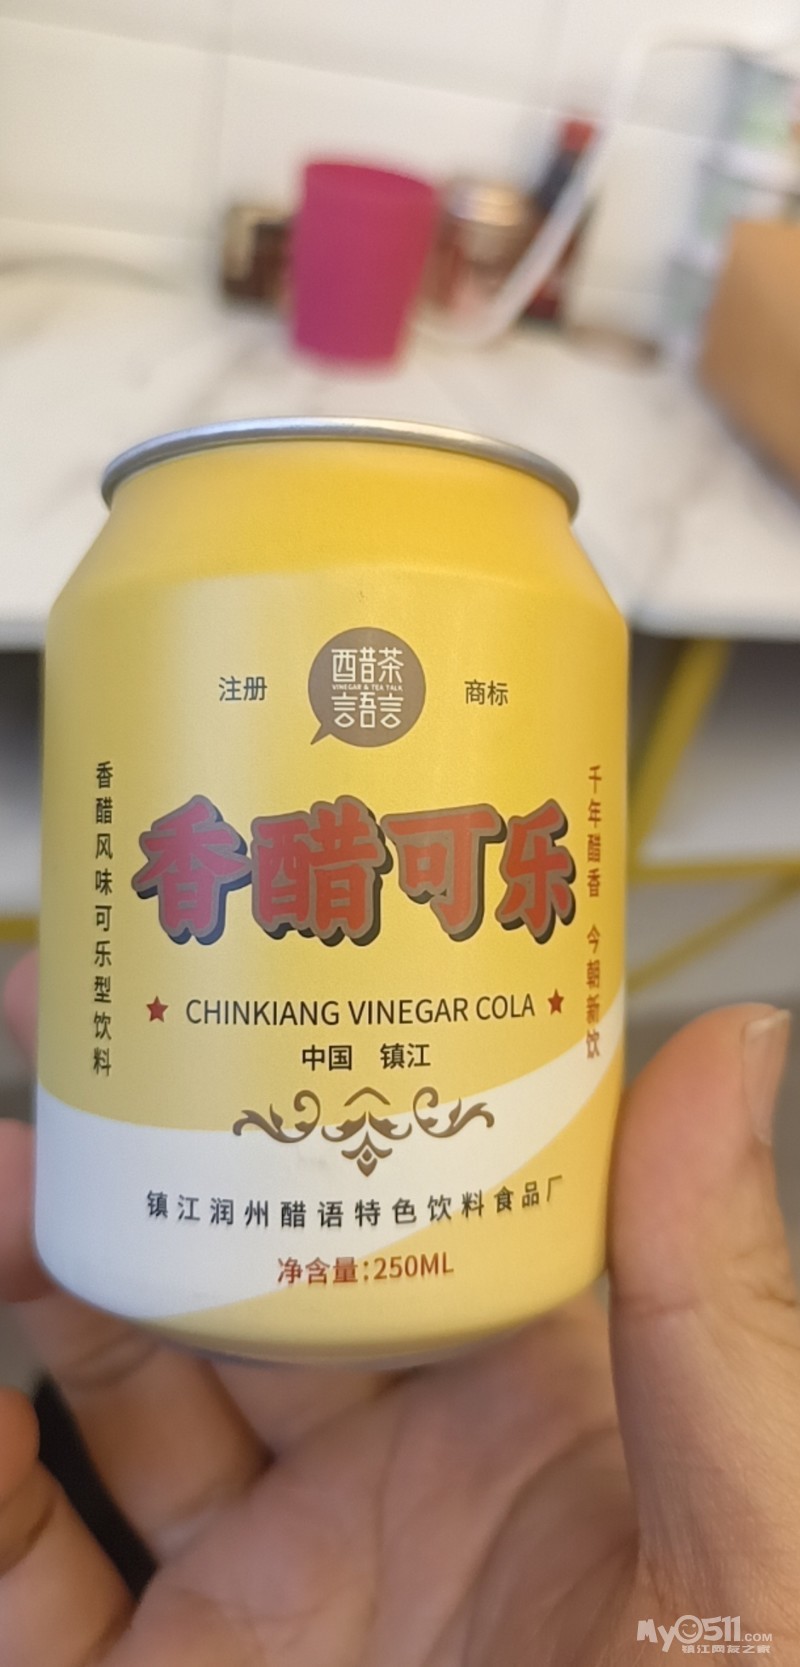 注册
醋茶
VINEGAR & TEA TALK
言語言
商标
香醋风味可乐型饮料
香醋可乐
千年醋香 今朝新饮
★ CHINKIANG VINEGAR COLA ★
中国 镇江
镇江润州醋语特色饮料食品厂
净含量:250ML
My0511.COM
镇江网友之家